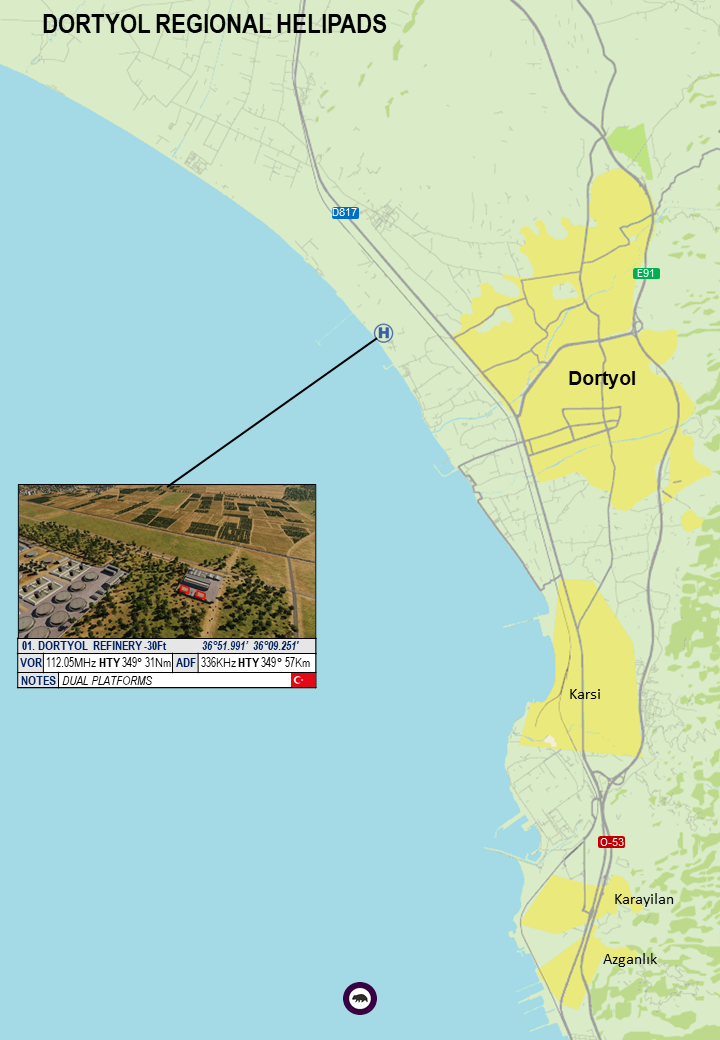 DORTYOL REGIONAL HELIPADS
D817
E91
H
Dortyol
01. DORTYOL REFINERY -30Ft 36°51.991' 36°09.251'
VOR 112.05MHz HTY 349° 31Nm ADF 336KHz HTY 349° 57Km
NOTES DUAL PLATFORMS
Karsi
O-53
Karayilan
Azganlık